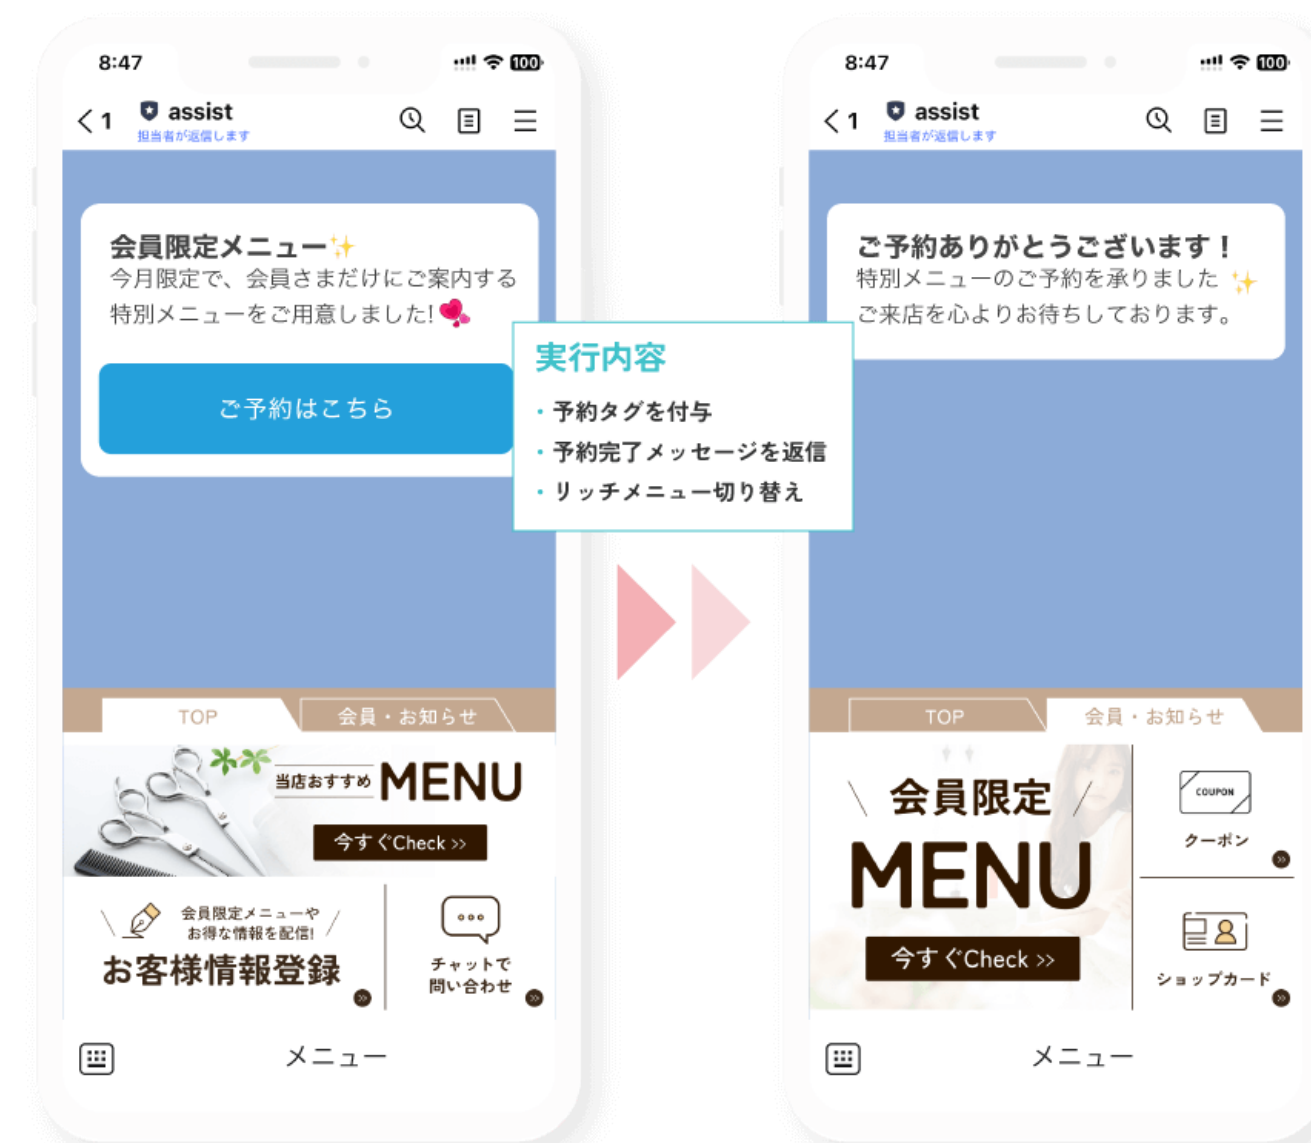 8:47
100
1
assist
担当者が返信します
会員限定メニュー✨
今月限定で、会員さまだけにご案内する
特別メニューをご用意しました!
ご予約はこちら
TOP
会員・お知らせ
当店おすすめ MENU
今すぐCheck >>
会員限定メニューや
お得な情報を配信!
お客様情報登録
チャットで
問い合わせ
メニュー
実行内容
・予約タグを付与
・予約完了メッセージを返信
・リッチメニュー切り替え
8:47
100
1
assist
担当者が返信します
ご予約ありがとうございます！
特別メニューのご予約を承りました ✨
ご来店を心よりお待ちしております。
TOP
会員・お知らせ
\ 会員限定 /
MENU
今すぐCheck >>
COUPON
クーポン
ショップカード
メニュー